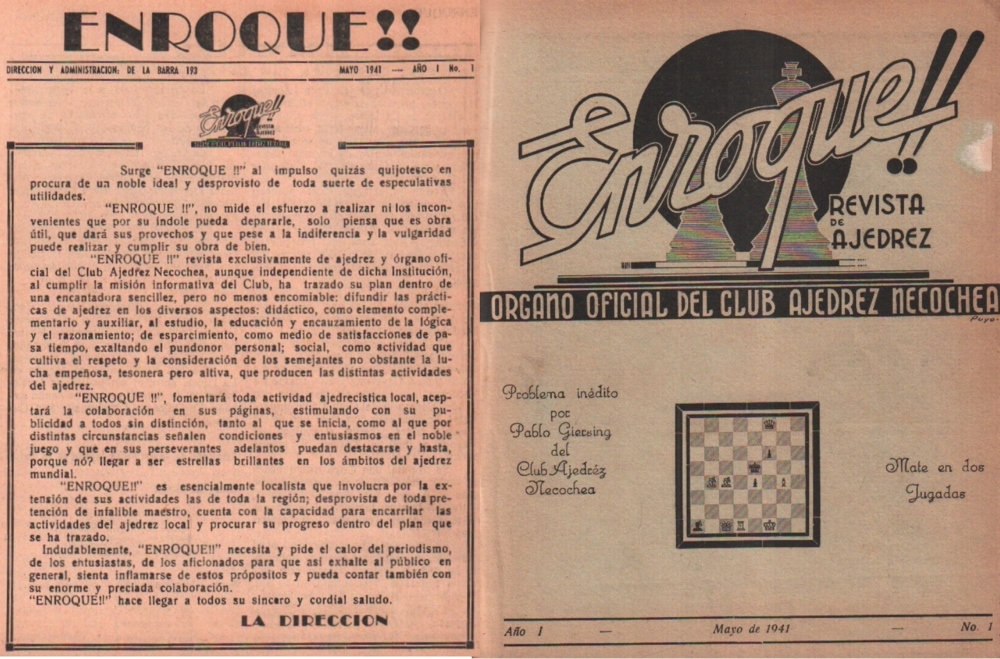 ENROQUE!!
DIRECCION Y ADMINISTRACION: DE LA BARRA 193
MAYO 1941 — AÑO I No. 1
Enroque!!
REVISTA
DE
AJEDREZ
Surge "ENROQUE !!" al impulso quizás quijotesco en
procura de un noble ideal y desprovisto de toda suerte de especulativas
utilidades.
"ENROQUE !!", no mide el esfuerzo a realizar ni los incon-
venientes que por su indole pueda depararle, solo piensa que es obra
útil, que dará sus provechos y que pese a la indiferencia y la vulgaridad
puede realizar y cumplir su obra de bien.
"ENROQUE !!" revista exclusivamente de ajedrez y órgano ofi-
cial del Club Ajedrez Necochea, aunque independiente de dicha Institución,
al cumplir la misión informativa del Club, ha trazado su plan dentro de
una encantadora sencillez, pero no menos encomiable: difundir las prácti-
cas de ajedrez en los diversos aspectos: didáctico, como elemento comple-
mentario y auxiliar, al estudio, la educación y encauzamiento de la lógica
y el razonamiento; de esparcimiento, como medio de satisfacciones de pa-
sa tiempo, exaltando el pundonor personal; social, como actividad que
cultiva el respeto y la consideración de los semejantes no obstante la lu-
cha empeñosa, tesonera pero altiva, que producen las distintas actividades
del ajedrez.
"ENROQUE !!", fomentará toda actividad ajedrecística local, acep-
tará la colaboración en sus páginas, estimulando con su pu-
blicidad a todos sin distinción, tanto al que se inicia, como al que por
distintas circunstancias señalen condiciones y entusiasmos en el noble
juego y que en sus perseverantes adelantos puedan destacarse y hasta,
porque nó? llegar a ser estrellas brillantes en los ámbitos del ajedrez
mundial.
"ENROQUE!!" es esencialmente localista que involucra por la ex-
tensión de sus actividades las de toda la región; desprovista de toda pre-
tención de infalible maestro, cuenta con la capacidad para encarrilar las
actividades del ajedrez local y procurar su progreso dentro del plan que
se ha trazado.
Indudablemente, "ENROQUE!!" necesita y pide el calor del periodismo,
de los entusiastas, de los aficionados para que asi exhalte al público en
general, sienta inflamarse de estos própositos y pueda contar también con
su enorme y preciada colaboración.
"ENROQUE!!" hace llegar a todos su sincero y cordial saludo.
LA DIRECCION
Enroque!!
REVISTA
DE
AJEDREZ
ORGANO OFICIAL DEL CLUB AJEDREZ NECOCHEA
Problema inédito
por
Pablo Giersing
del
Club Ajedréz
Necochea
Mate en dos
Jugadas
Año I — Mayo de 1941 — No. 1